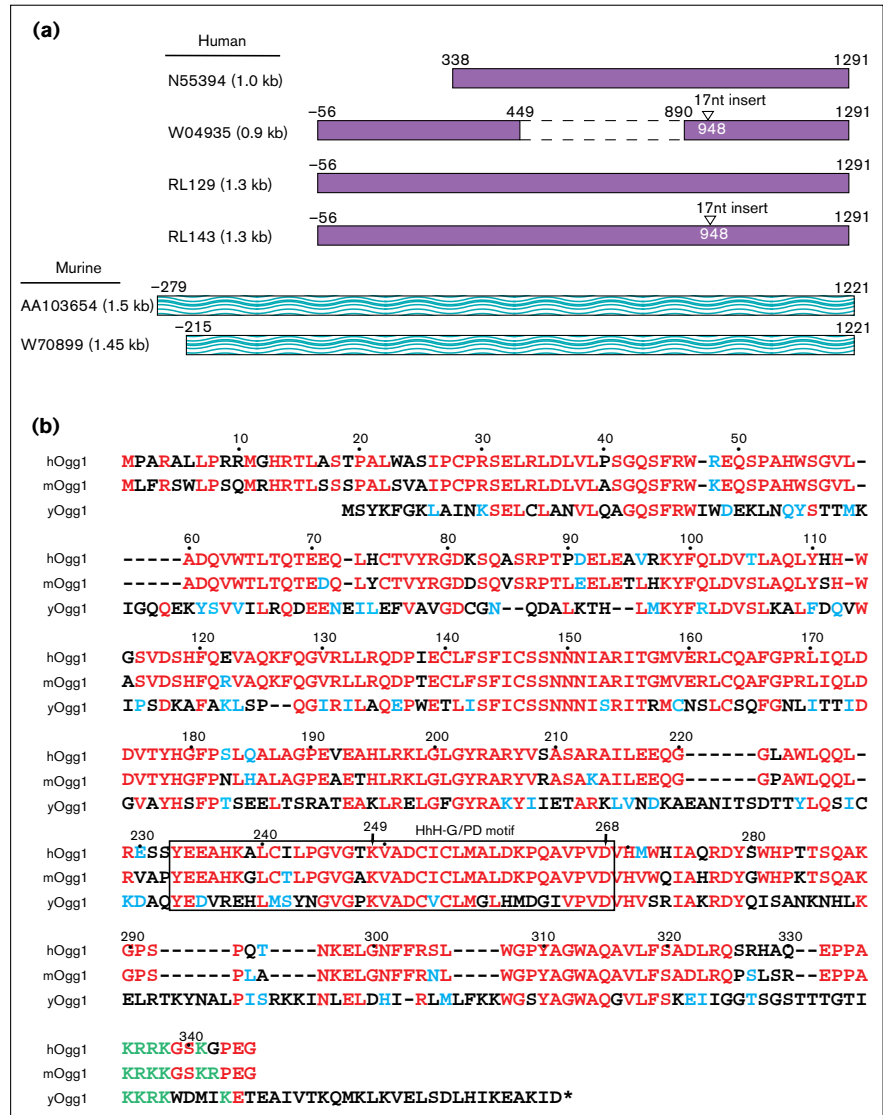 (a)
Human
338 1291
N55394 (1.0 kb)
17nt insert
−56 449 890 948 1291
W04935 (0.9 kb)
−56 1291
RL129 (1.3 kb)
17nt insert
−56 948 1291
RL143 (1.3 kb)
Murine
−279 1221
AA103654 (1.5 kb)
−215 1221
W70899 (1.45 kb)
(b)
10 20 30 40 50
hOgg1 MPARALLPRRMGHRTLASTPALWASIPCPRSELRLDLVLPSGQSFRW-REQSPAHWSGVL-
mOgg1 MLFRSWLPSQMRHRTLSSSPALSVAIPCPRSELRLDLVLASGQSFRW-KEQSPAHWSGVL-
yOgg1 MSYKFGKLAINKSELCLANVLQAGQSFRWIWDEKLNQYSTTMK
60 70 80 90 100 110
hOgg1 -----ADQVWTLTQTEEQ-LHCTVYRGDKSQASRPTPDELEAVRKYFQLDVTLAQLYHH-W
mOgg1 -----ADQVWTLTQTEDQ-LYCTVYRGDDSQVSRPTLEELETLHKYFQLDVSLAQLYSH-W
yOgg1 IGQQEKYSVVILRQDEENEILEFVAVGDCGN--QDALKTH--LMKYFRLDVSLKALFDQVW
120 130 140 150 160 170
hOgg1 GSVDSHFQEVAQKFQGVRLLRQDPIECLFSFICSSNNNIARITGMVERLCQAFGPRLIQLD
mOgg1 ASVDSHFQRVAQKFQGVRLLRQDPTECLFSFICSSNNNIARITGMVERLCQAFGPRLIQLD
yOgg1 IPSDKAFAKLSP--QGIRILAQEPWETLISFICSSNNNISRITRMCNSLCSQFGNLITTID
180 190 200 210 220
hOgg1 DVTYHGFPSLQALAGPEVEAHLRKLGLGYRARYVSASARAILEEQG------GLAWLQQL-
mOgg1 DVTYHGFPNLHALAGPEAETHLRKLGFGYRARYVRASAKAILEEQG------GPAWLQQL-
yOgg1 GVAYHSFPTSEELTSRATEAKLRELGFGYRAKYIIETARKLVNDKAEANITSDTTYLQSIC
230 240 249 HhH-G/PD motif 268 280
hOgg1 RESSYEEAHKALCILPGVGTKVADCICLMALDKPQAVPVDVHMWHIAQRDYSWHPTTSQAK
mOgg1 RVAPYEEAHKGLCTLPGVGAKVADCICLMALDKPQAVPVDVHVWQIAHRDYGWHPKTSQAK
yOgg1 KDAQYEDVREHLMSYNGVGPKVADCVCLMGLHMDGIVPVDVHVSRIAKRDYQISANKNHLK
290 300 310 320 330
hOgg1 GPS------PQT----NKELGNFFRSL----WGPYAGWAQAVLFSADLRQSRHAQ-EPPA
mOgg1 GPS------PLA----NKELGNFFRNL----WGPYAGWAQAVLFSADLRQPSLSR-EPPA
yOgg1 ELRTKYNALPISRKKINLELDHI-RLMLFKKWGSYAGWAQGVLFSKEIIGGTSGSTTTGTI
340
hOgg1 KRRKGSKGPEG
mOgg1 KRKKGSKRPEG
yOgg1 KKRKWDMIKETEAIVTKQMKLKVELSDLHIKEAKID*